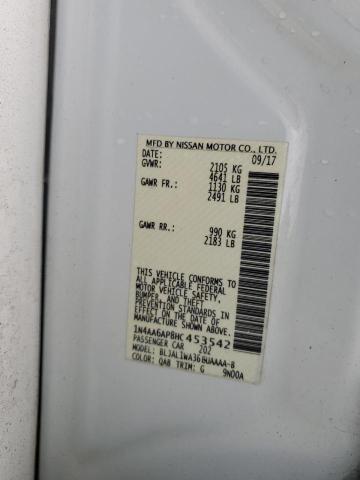 MFD BY NISSAN MOTOR CO., LTD.
DATE: 09/17
GVWR: 2105 KG
4641 LB
GAWR FR.: 1130 KG
2491 LB
GAWR RR.: 990 KG
2183 LB
THIS VEHICLE CONFORMS TO
ALL APPLICABLE FEDERAL
MOTOR VEHICLE SAFETY,
BUMPER, AND THEFT
PREVENTION STANDARDS IN
EFFECT ON THE DATE OF
MANUFACTURE SHOWN ABOVE.
1N4AA6AP8HC453542
PASSENGER CAR 202
MODEL: BLJALIWA36EUAAAA-B
COLOR: QAB TRIM: G 9N00A